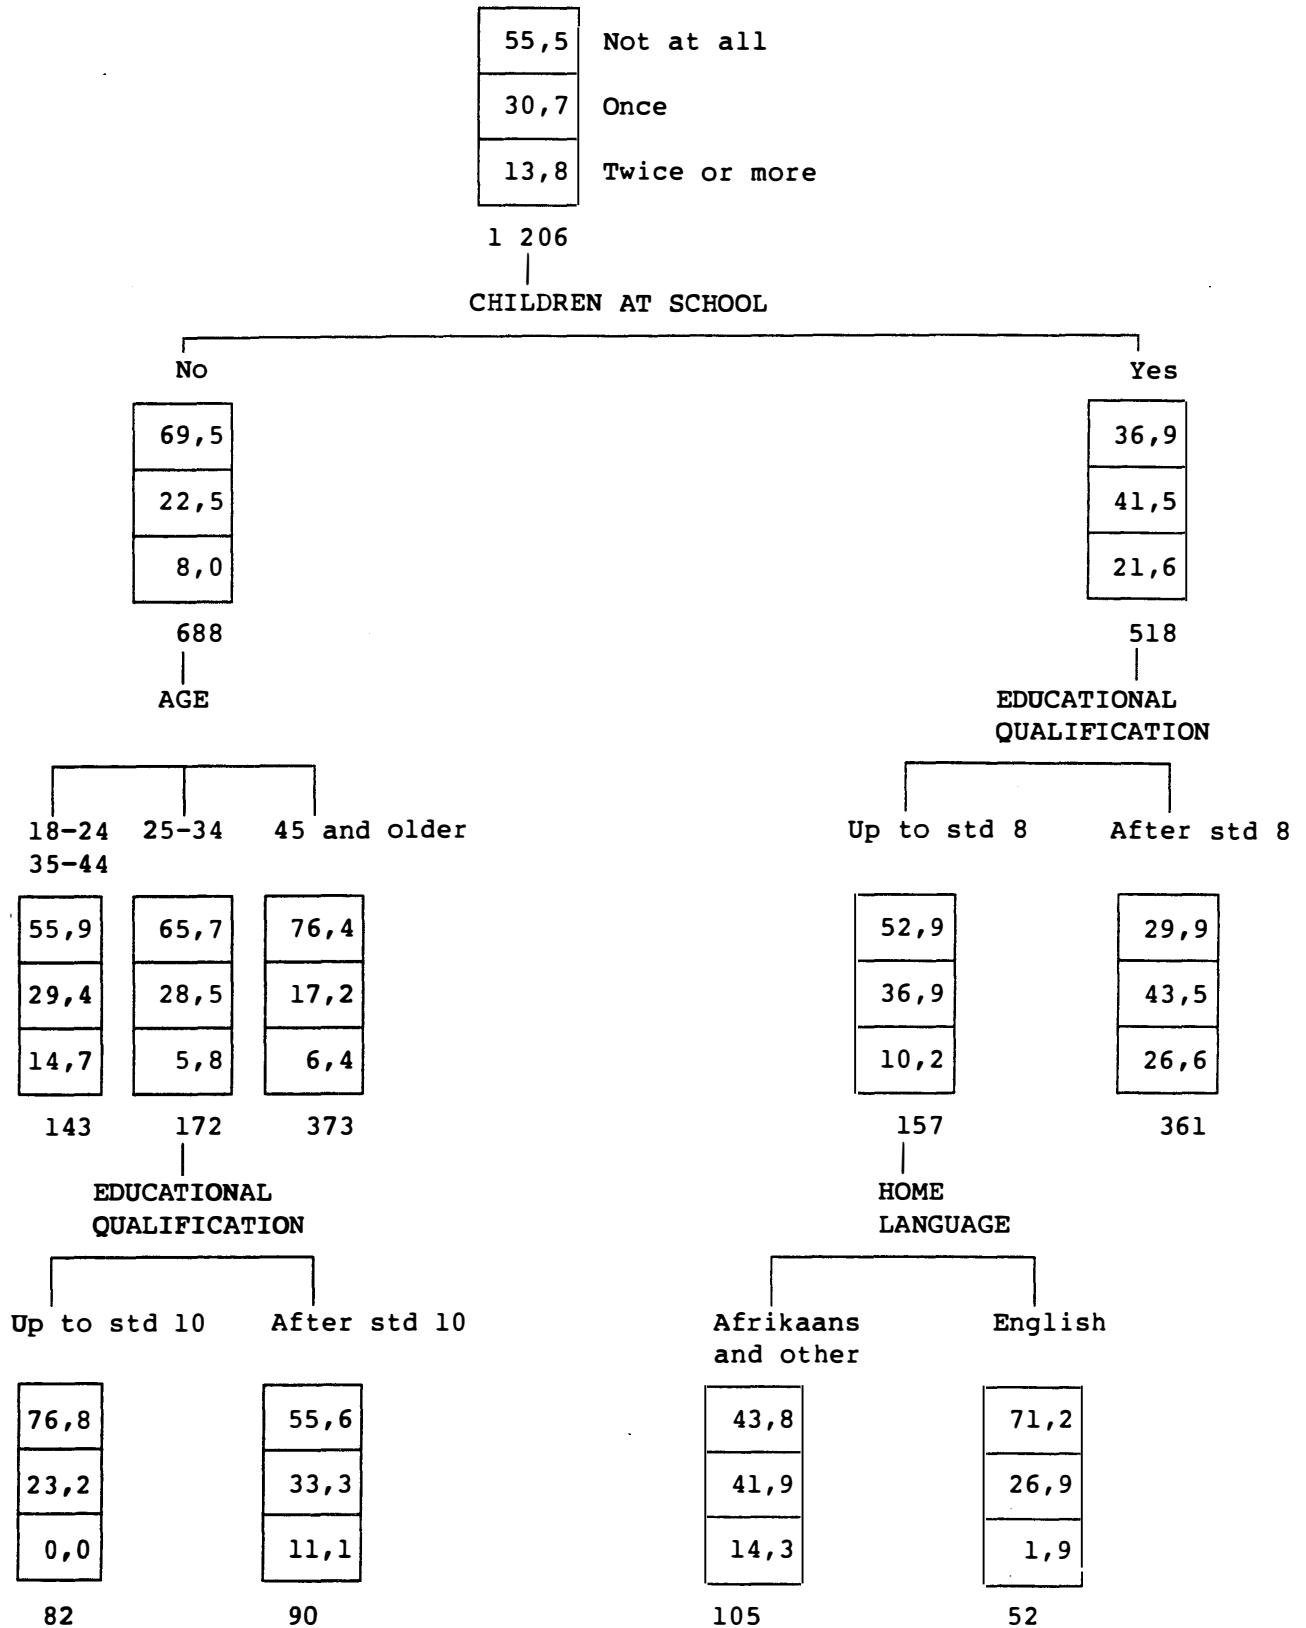 55,5 Not at all
30,7 Once
13,8 Twice or more
1 206
CHILDREN AT SCHOOL
No Yes
69,5 36,9
22,5 41,5
8,0 21,6
688 518
AGE EDUCATIONAL
QUALIFICATION
18-24 25-34 45 and older Up to std 8 After std 8
35-44
55,9 65,7 76,4 52,9 29,9
29,4 28,5 17,2 36,9 43,5
14,7 5,8 6,4 10,2 26,6
143 172 373 157 361
EDUCATIONAL HOME
QUALIFICATION LANGUAGE
Up to std 10 After std 10 Afrikaans English
and other
76,8 55,6 43,8 71,2
23,2 33,3 41,9 26,9
0,0 11,1 14,3 1,9
82 90 105 52